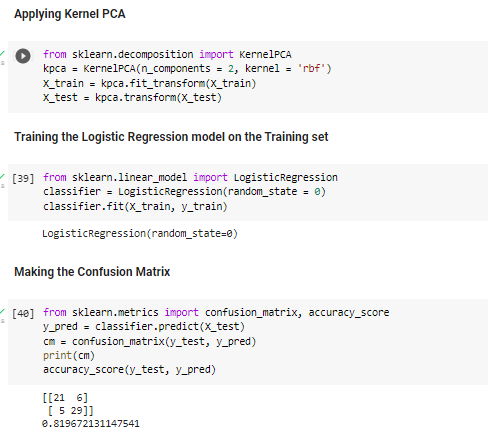 Applying Kernel PCA
from sklearn.decomposition import KernelPCA
kpca = KernelPCA(n_components = 2, kernel = 'rbf')
X_train = kpca.fit_transform(X_train)
X_test = kpca.transform(X_test)
Training the Logistic Regression model on the Training set
[39] from sklearn.linear_model import LogisticRegression
classifier = LogisticRegression(random_state = 0)
classifier.fit(X_train, y_train)
LogisticRegression(random_state=0)
Making the Confusion Matrix
[40] from sklearn.metrics import confusion_matrix, accuracy_score
y_pred = classifier.predict(X_test)
cm = confusion_matrix(y_test, y_pred)
print(cm)
accuracy_score(y_test, y_pred)
[[21  6]
 [ 5 29]]
0.819672131147541